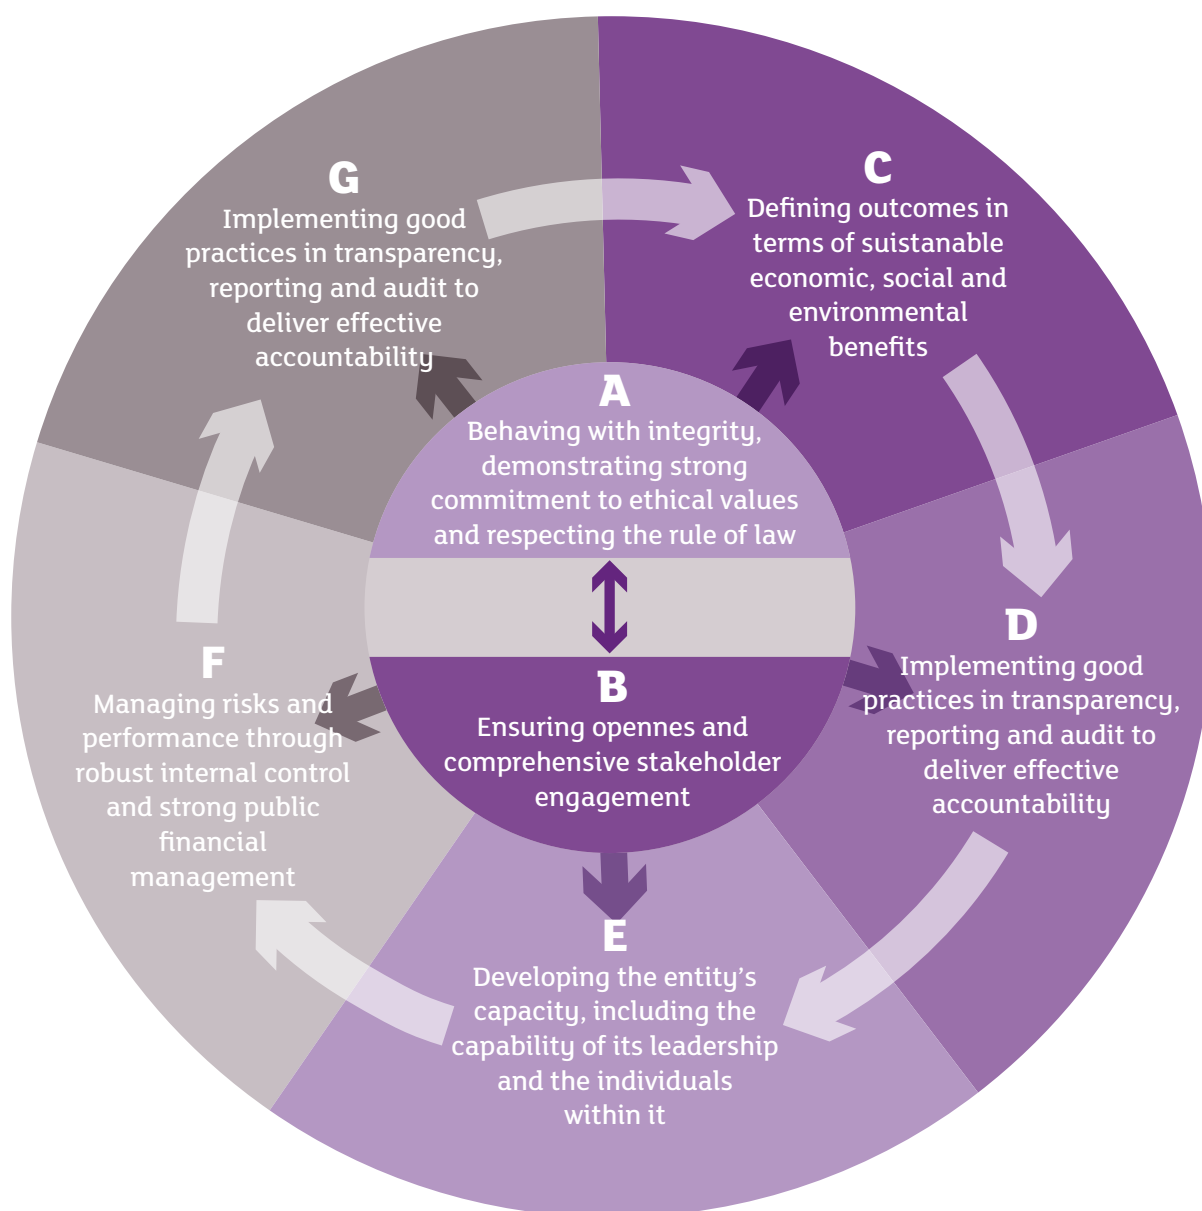 A
Behaving with integrity,
demonstrating strong
commitment to ethical values
and respecting the rule of law
B
Ensuring opennes and
comprehensive stakeholder
engagement
C
Defining outcomes in
terms of suistanable
economic, social and
environmental
benefits
D
Implementing good
practices in transparency,
reporting and audit to
deliver effective
accountability
E
Developing the entity’s
capacity, including the
capability of its leadership
and the individuals
within it
F
Managing risks and
performance through
robust internal control
and strong public
financial
management
G
Implementing good
practices in transparency,
reporting and audit to
deliver effective
accountability